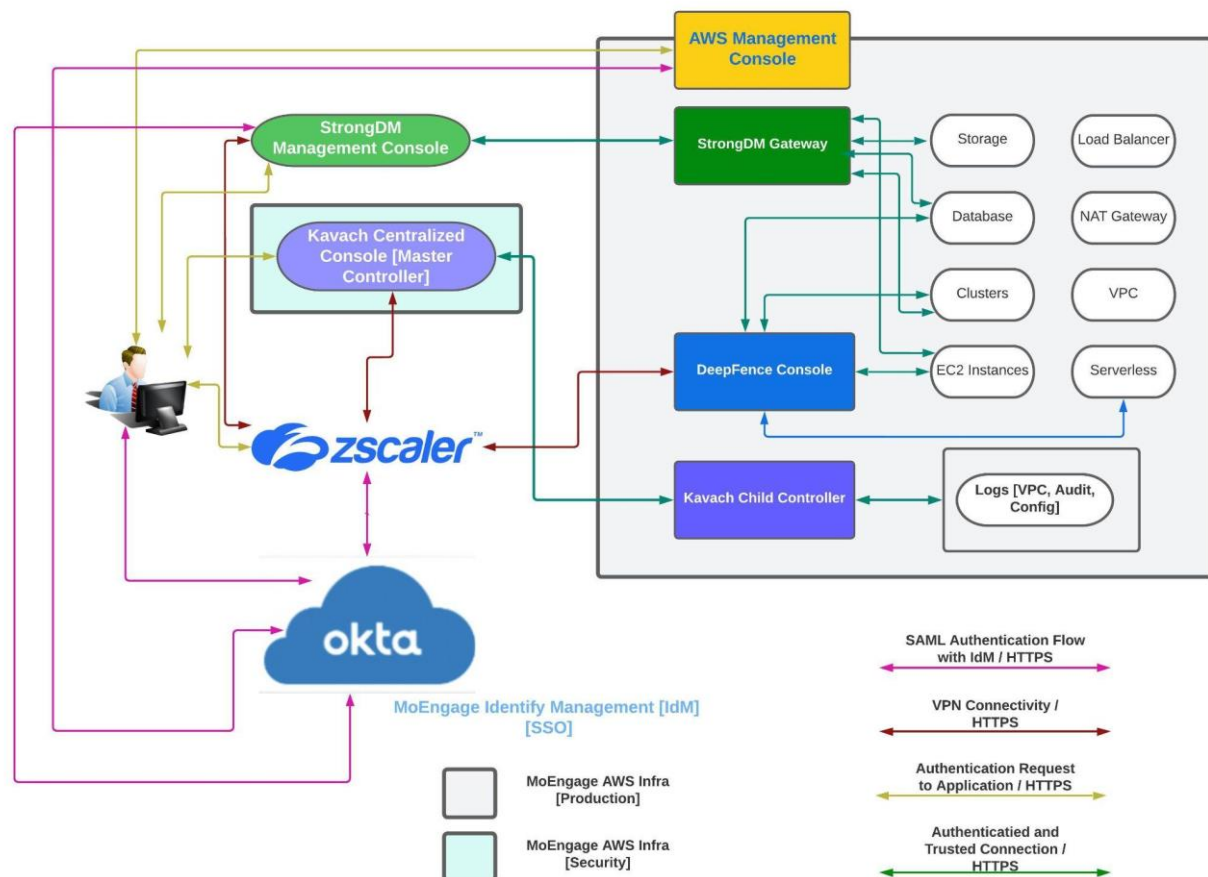 AWS Management
Console
StrongDM
Management Console
StrongDM Gateway
Storage
Load Balancer
Kavach Centralized
Console [Master
Controller]
Database
NAT Gateway
Clusters
VPC
DeepFence Console
EC2 Instances
Serverless
zscaler™
Kavach Child Controller
Logs [VPC, Audit,
Config]
okta
MoEngage Identify Management [IdM]
[SSO]
SAML Authentication Flow
with IdM / HTTPS
VPN Connectivity /
HTTPS
Authentication Request
to Application / HTTPS
Authenticatied and
Trusted Connection /
HTTPS
MoEngage AWS Infra
[Production]
MoEngage AWS Infra
[Security]